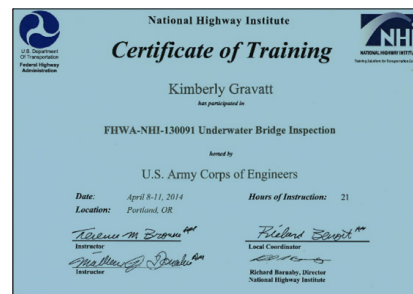 National Highway Institute
U.S. Department
Of Transportation
Federal Highway
Administration
NHI
NATIONAL HIGHWAY INSTITUTE
Certificate of Training
Kimberly Gravatt
has participated in
FHWA-NHI-130091 Underwater Bridge Inspection
hosted by
U.S. Army Corps of Engineers
Date: April 8-11, 2014 Hours of Instruction: 21
Location: Portland, OR
Instructor
Local Coordinator
Instructor
Richard Barnaby, Director
National Highway Institute